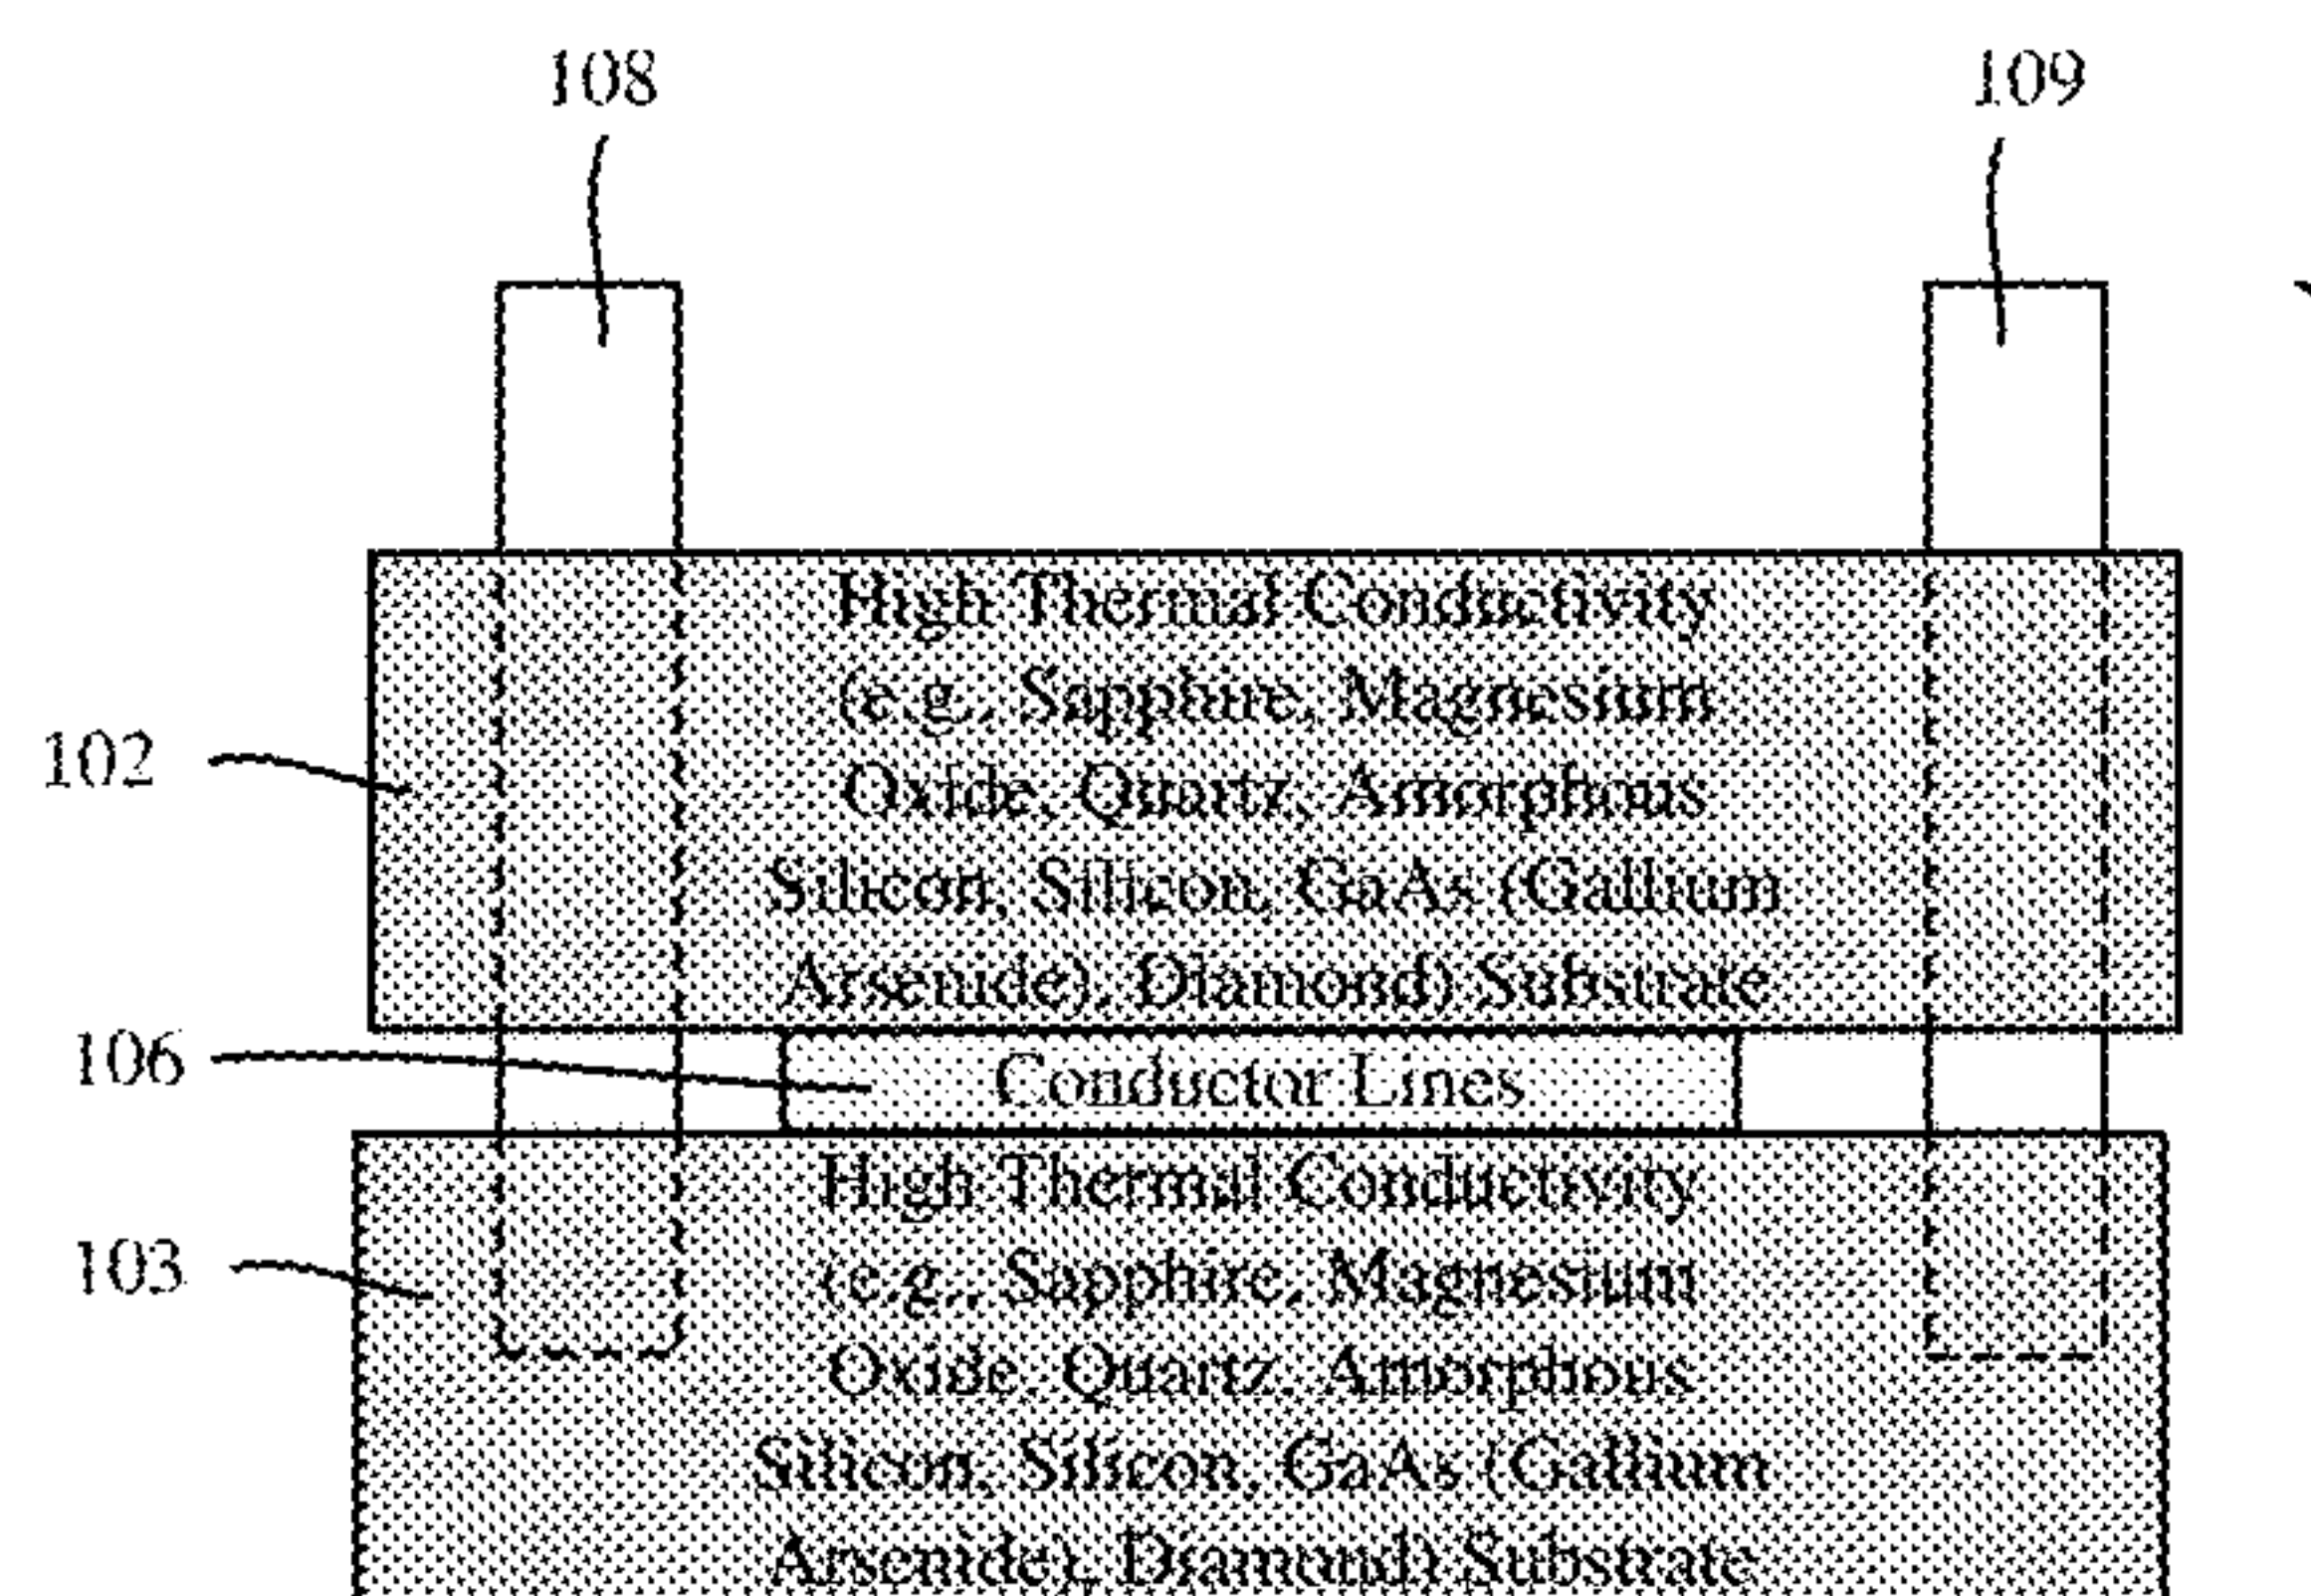 108
109
High Thermal Conductivity
(e.g., Sapphire, Magnesium
Oxide, Quartz, Amorphous
Silicon, Silicon, GaAs (Gallium
Arsenide), Diamond) Substrate
102
106
Conductor Lines
103
High Thermal Conductivity
(e.g., Sapphire, Magnesium
Oxide, Quartz, Amorphous
Silicon, Silicon, GaAs (Gallium
Arsenide), Diamond) Substrate